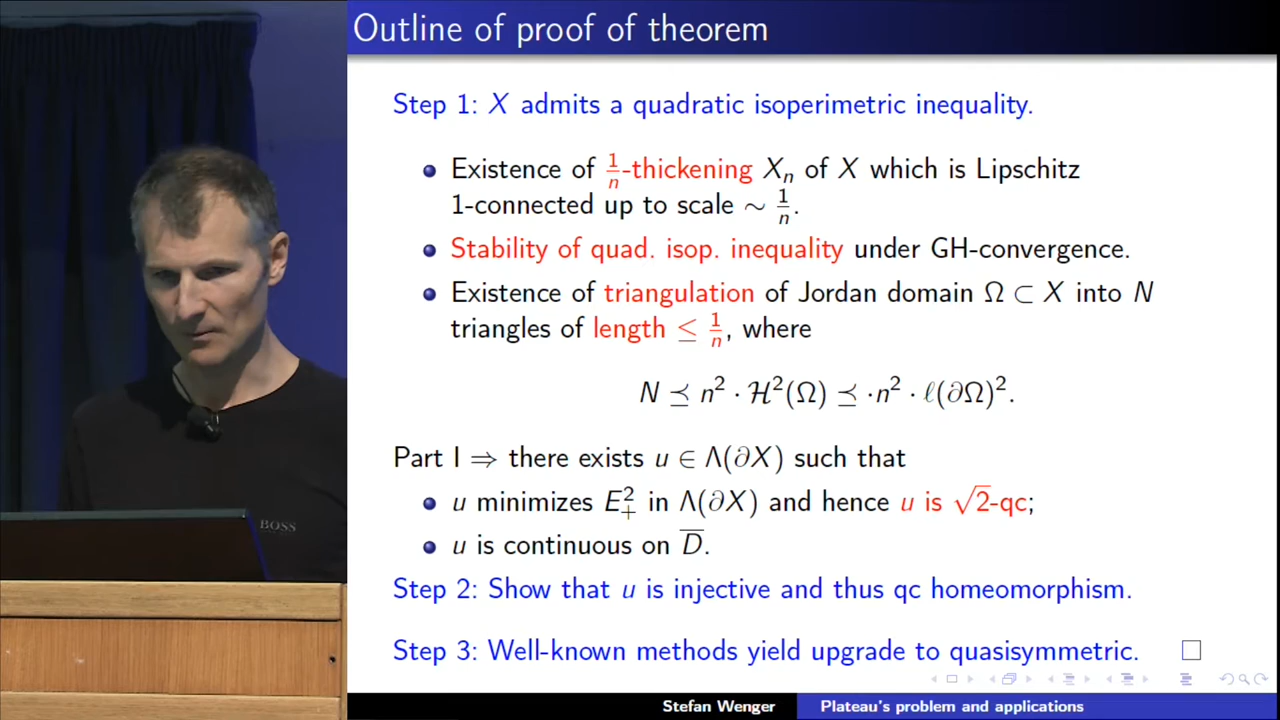 Outline of proof of theorem
Step 1: X admits a quadratic isoperimetric inequality.
Existence of 1/n-thickening Xₙ of X which is Lipschitz
1-connected up to scale ∼ 1/n.
Stability of quad. isop. inequality under GH-convergence.
Existence of triangulation of Jordan domain Ω ⊂ X into N
triangles of length ≤ 1/n, where
N ⪯ n² · ℋ²(Ω) ⪯ ·n² · ℓ(∂Ω)².
Part I ⇒ there exists u ∈ Λ(∂X) such that
u minimizes E₊² in Λ(∂X) and hence u is √2-qc;
u is continuous on D̅.
Step 2: Show that u is injective and thus qc homeomorphism.
Step 3: Well-known methods yield upgrade to quasisymmetric. □
Stefan Wenger Plateau's problem and applications
BOSS